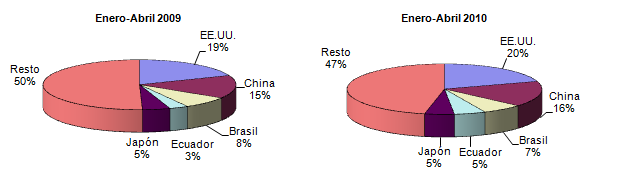 Enero-Abril 2009
EE.UU.
19%
China
15%
Brasil
8%
Ecuador
3%
Japón
5%
Resto
50%
Enero-Abril 2010
EE.UU.
20%
China
16%
Brasil
7%
Ecuador
5%
Japón
5%
Resto
47%